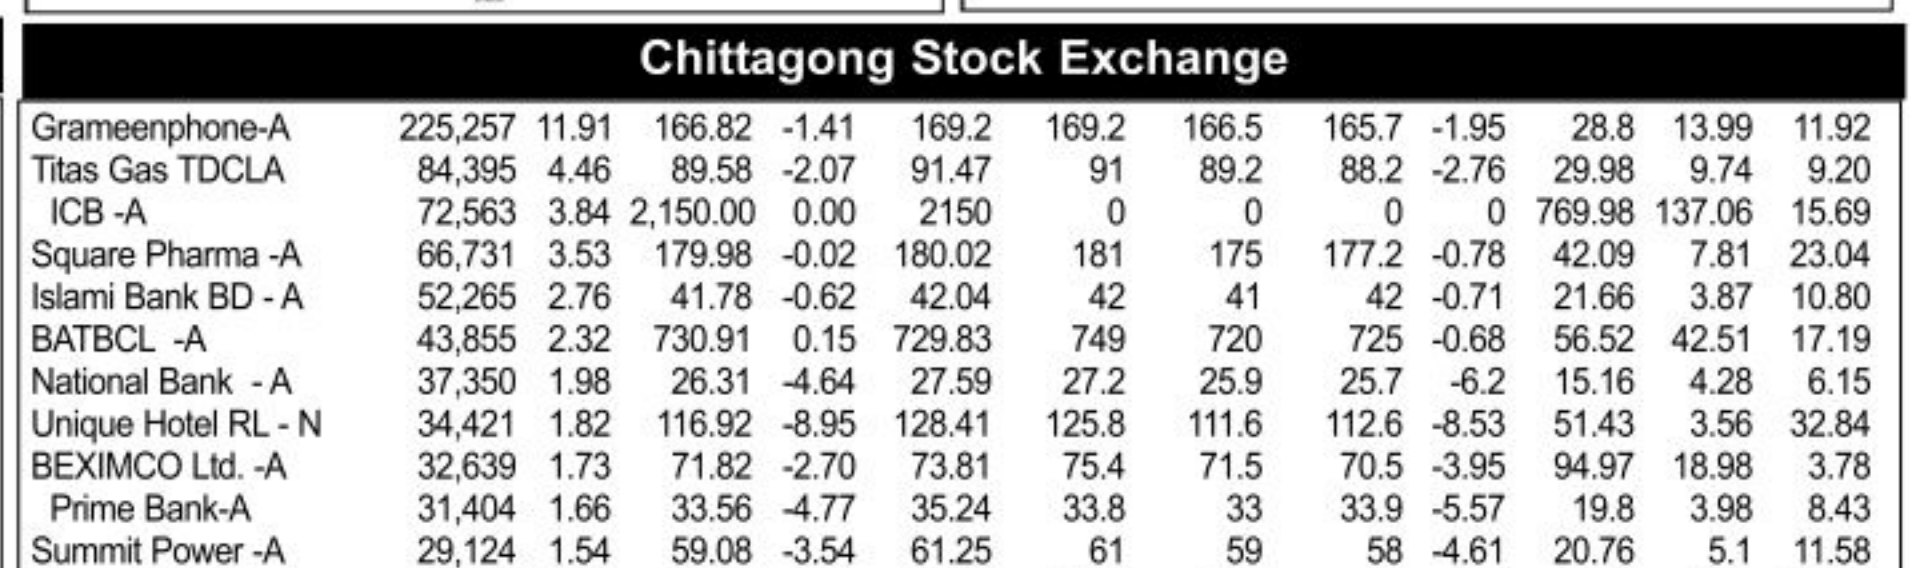 Chittagong Stock Exchange
Grameenphone-A 225,257 11.91 166.82 -1.41 169.2 169.2 166.5 165.7 -1.95 28.8 13.99 11.92
Titas Gas TDCLA 84,395 4.46 89.58 -2.07 91.47 91 89.2 88.2 -2.76 29.98 9.74 9.20
ICB -A 72,563 3.84 2,150.00 0.00 2150 0 0 0 0 769.98 137.06 15.69
Square Pharma -A 66,731 3.53 179.98 -0.02 180.02 181 175 177.2 -0.78 42.09 7.81 23.04
Islami Bank BD - A 52,265 2.76 41.78 -0.62 42.04 42 41 42 -0.71 21.66 3.87 10.80
BATBCL -A 43,855 2.32 730.91 0.15 729.83 749 720 725 -0.68 56.52 42.51 17.19
National Bank - A 37,350 1.98 26.31 -4.64 27.59 27.2 25.9 25.7 -6.2 15.16 4.28 6.15
Unique Hotel RL - N 34,421 1.82 116.92 -8.95 128.41 125.8 111.6 112.6 -8.53 51.43 3.56 32.84
BEXIMCO Ltd. -A 32,639 1.73 71.82 -2.70 73.81 75.4 71.5 70.5 -3.95 94.97 18.98 3.78
Prime Bank-A 31,404 1.66 33.56 -4.77 35.24 33.8 33 33.9 -5.57 19.8 3.98 8.43
Summit Power -A 29,124 1.54 59.08 -3.54 61.25 61 59 58 -4.61 20.76 5.1 11.58